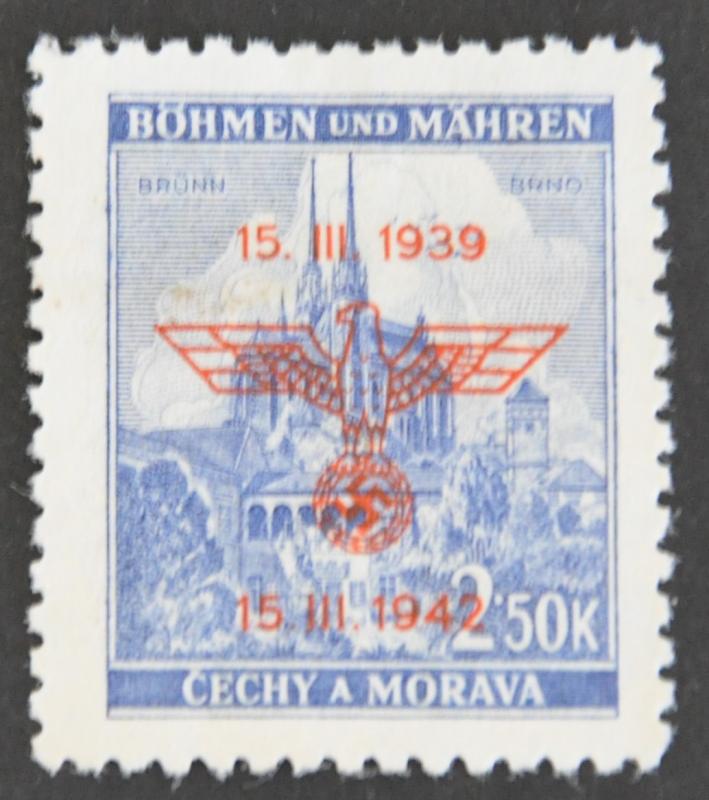 BÖHMEN UND MÄHREN
BRÜNN BRNO
15. III. 1939
15. III. 1942
2·50K
ČECHY A MORAVA